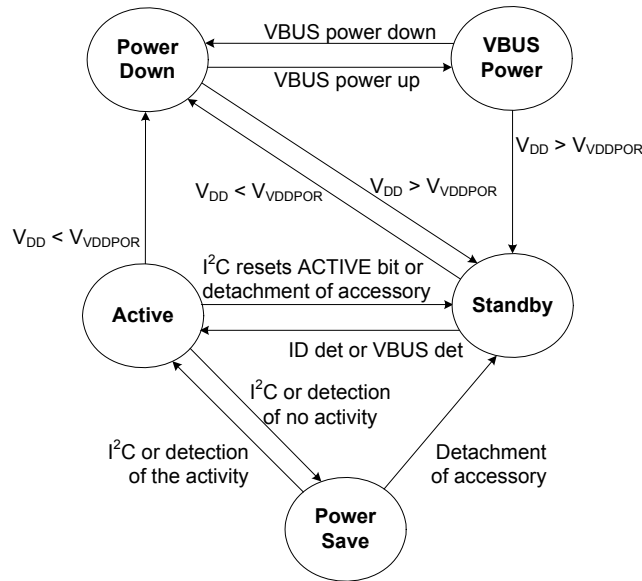 Power
Down
VBUS power down
VBUS
Power
VBUS power up
V_DD > V_VDDPOR
V_DD > V_VDDPOR
V_DD < V_VDDPOR
V_DD < V_VDDPOR
I²C resets ACTIVE bit or
detachment of accessory
Active
Standby
ID det or VBUS det
I²C or detection
of no activity
I²C or detection
of the activity
Detachment
of accessory
Power
Save